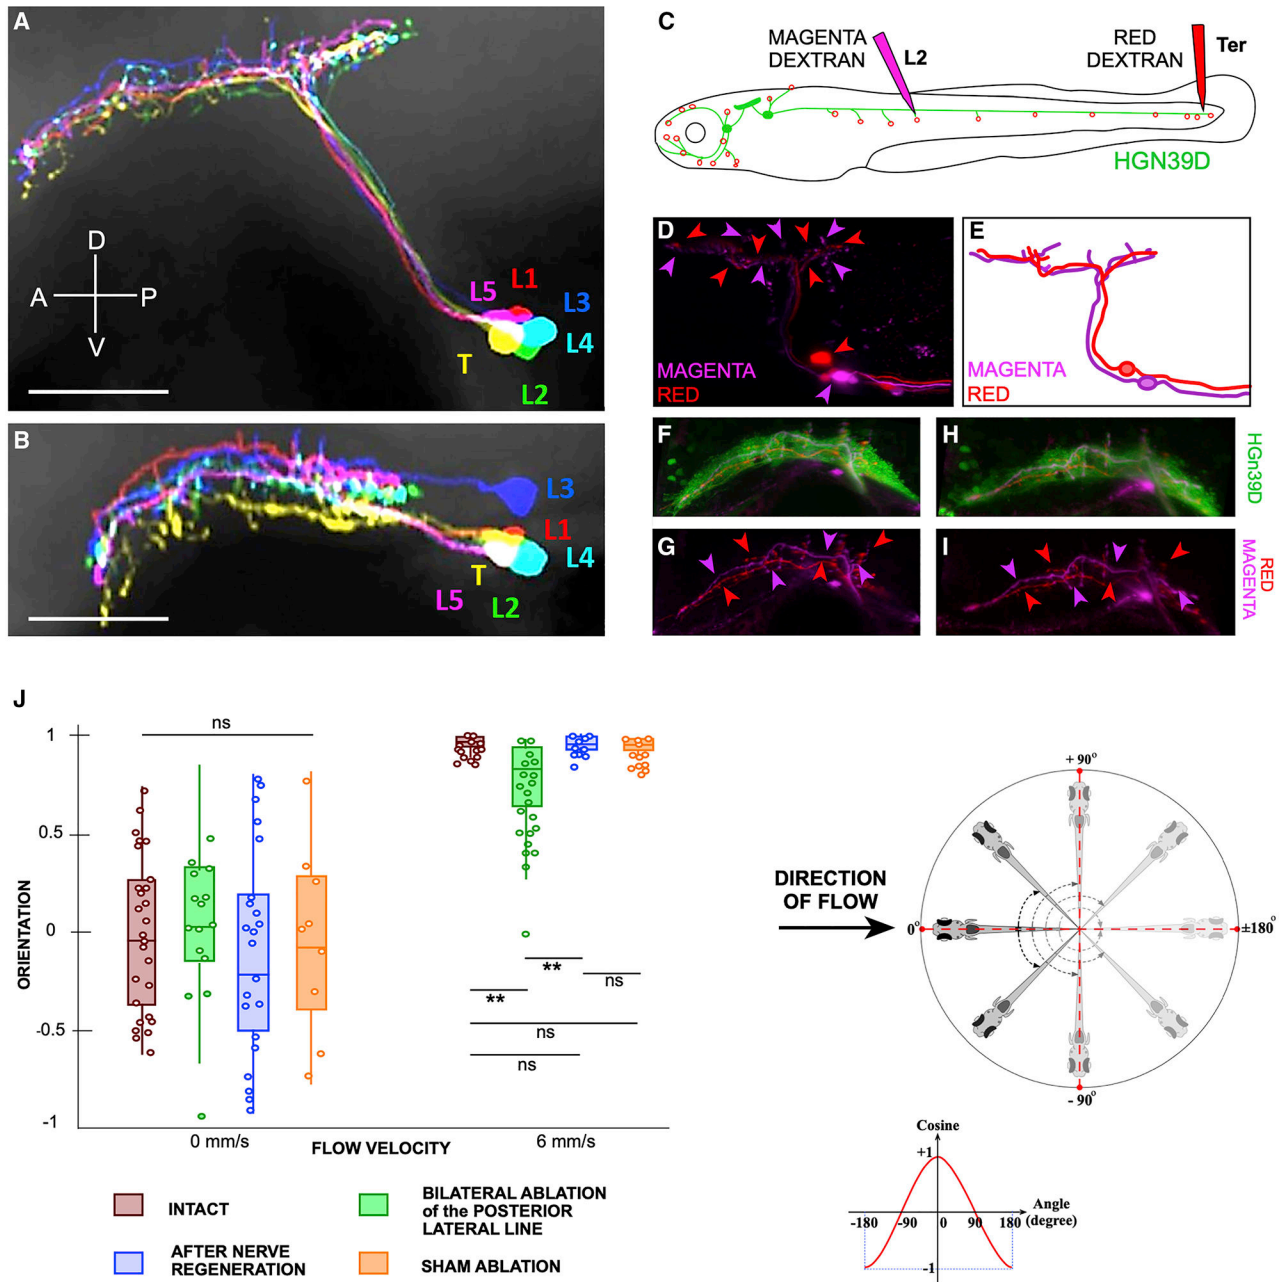 A
D
A
P
V
L5
L1
L3
L4
T
L2
B
L3
L1
L4
T
L5
L2
C
MAGENTA
DEXTRAN
L2
RED
DEXTRAN
Ter
HGN39D
D
MAGENTA
RED
E
MAGENTA
RED
F
H
HGn39D
G
I
RED
MAGENTA
J
ns
1
0.5
0
-0.5
-1
ORIENTATION
**
ns
**
ns
ns
0 mm/s
FLOW VELOCITY
6 mm/s
INTACT
BILATERAL ABLATION
of the POSTERIOR
LATERAL LINE
AFTER NERVE
REGENERATION
SHAM ABLATION
DIRECTION
OF FLOW
+ 90°
0°
±180°
- 90°
Cosine
+1
Angle
(degree)
-180
-90
0
90
180
-1